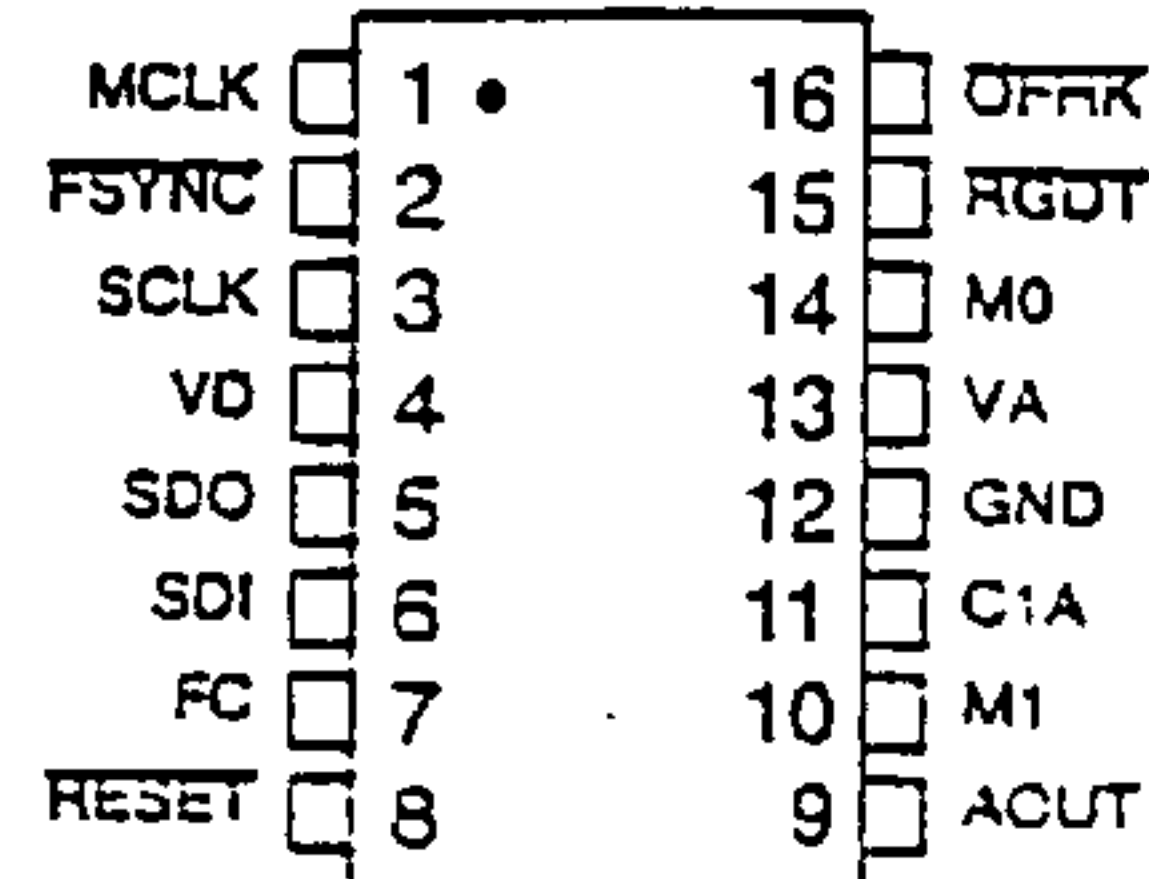 MCLK 1 16 OFHK
FSYNC 2 15 RGDT
SCLK 3 14 M0
VD 4 13 VA
SDO 5 12 GND
SDI 6 11 C1A
FC 7 10 M1
RESET 8 9 AOUT